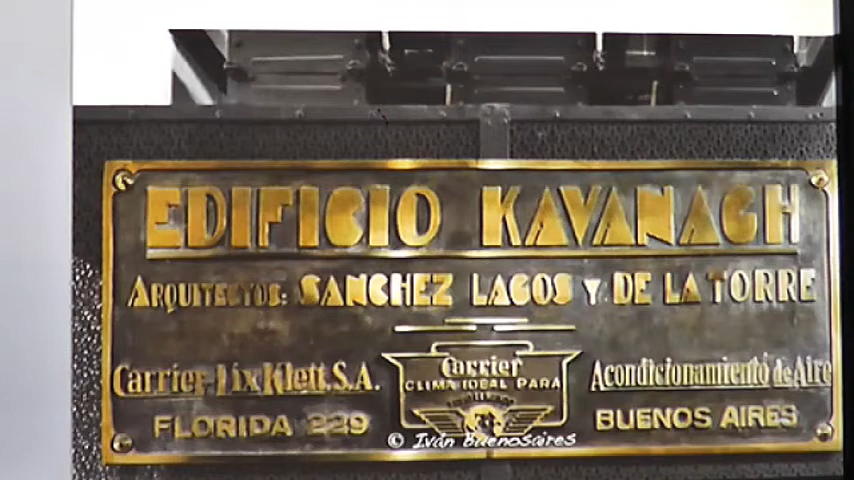 EDIFICIO KAVANAGH
ARQUITECTOS: SANCHEZ LAGOS Y DE LA TORRE
Carrier-Lix Klett. S.A.
FLORIDA 229
Carrier
CLIMA IDEAL PARA
Acondicionamiento de Aire
BUENOS AIRES
© Iván Buenosaires